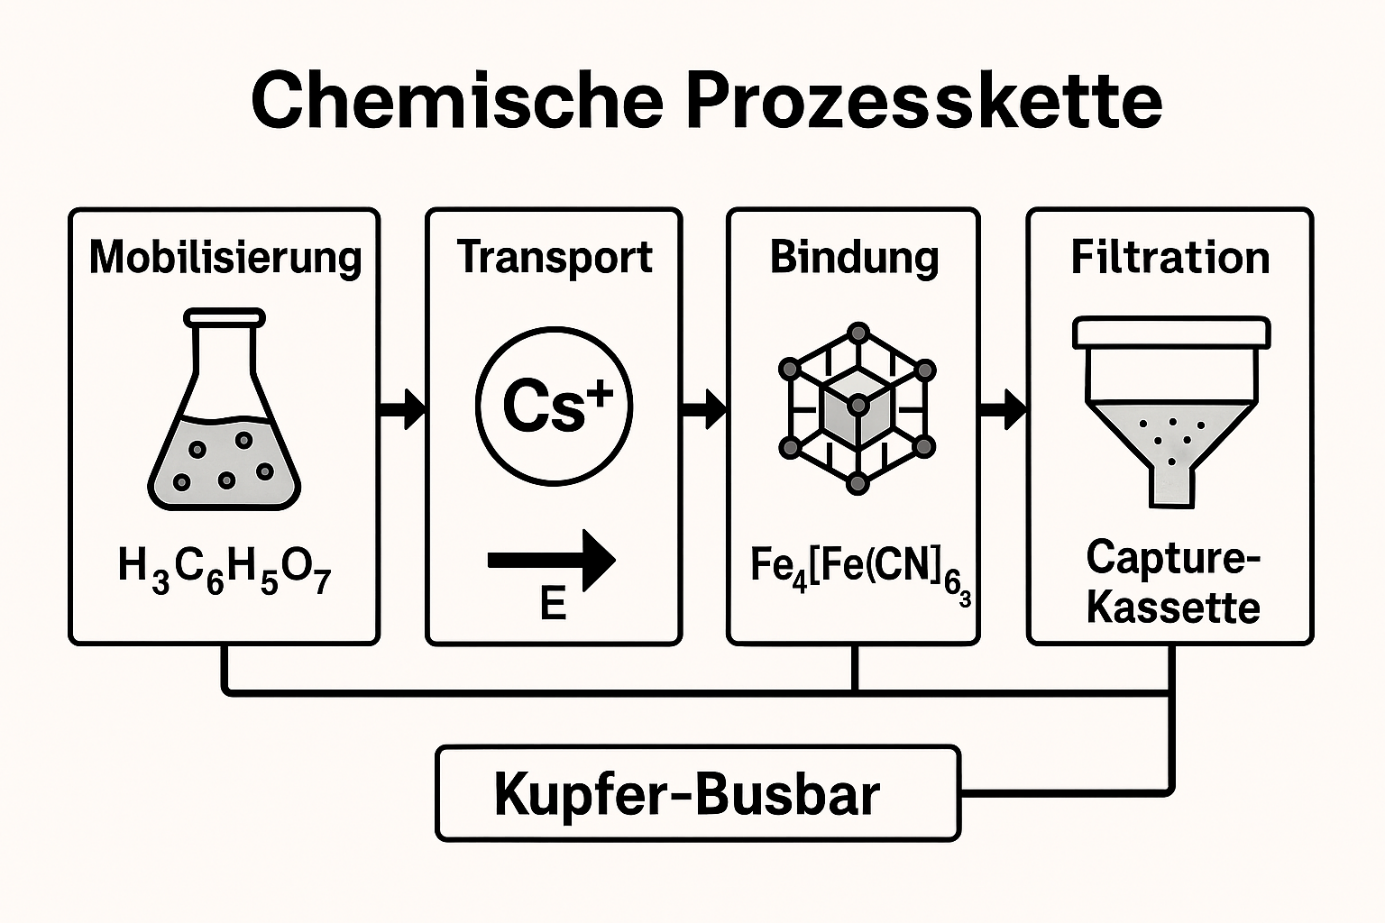 Chemische Prozesskette
Mobilisierung
H₃C₆H₅O₇
Transport
Cs⁺
E
Bindung
Fe₄[Fe(CN]₆₃
Filtration
Capture-
Kassette
Kupfer-Busbar